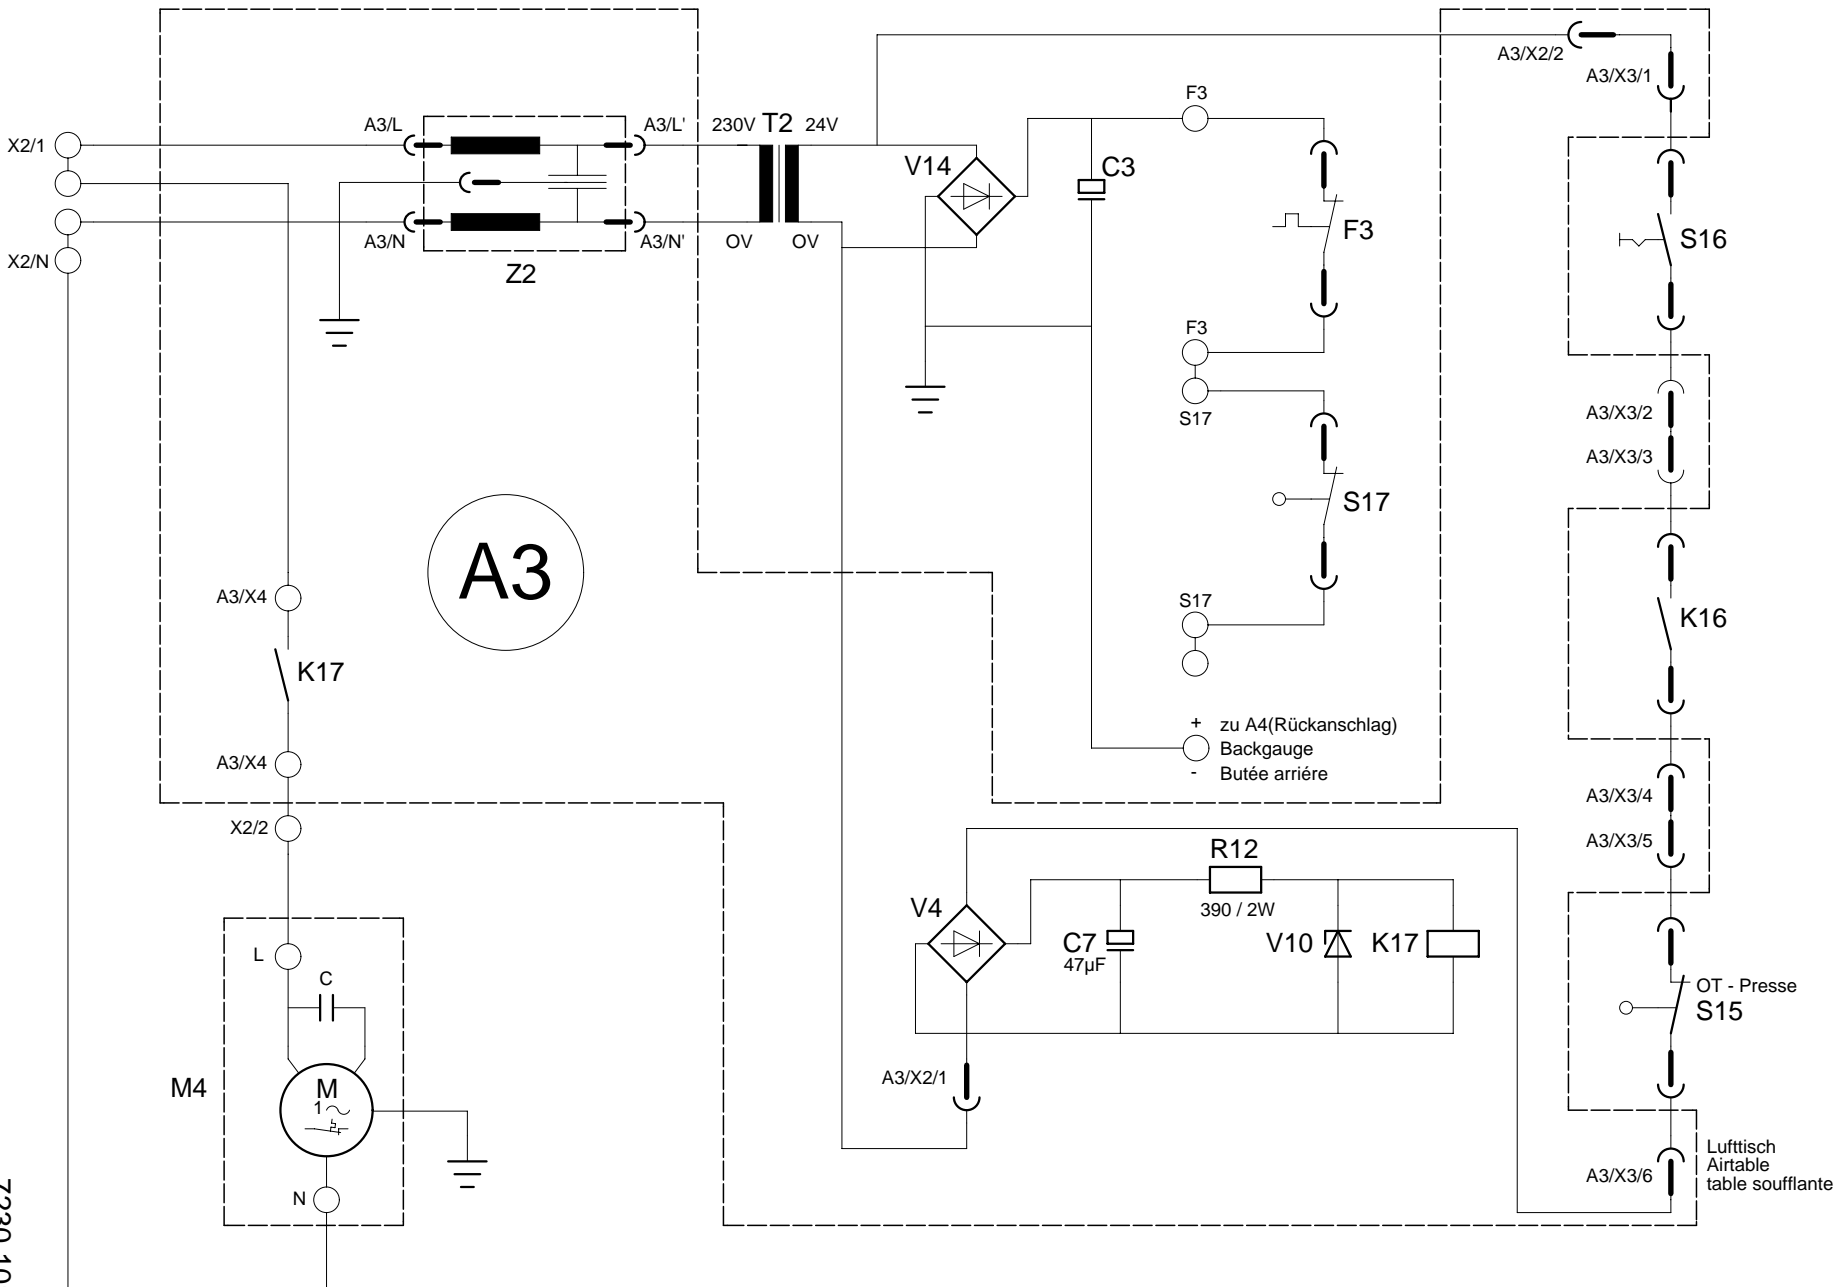 A3/X2/2
A3/X3/1
X2/1
A3/L
A3/L'
230V
T2
24V
F3
V14
C3
X2/N
A3/N
A3/N'
OV
OV
Z2
F3
S16
F3
S17
A3/X3/2
A3/X3/3
S17
A3
A3/X4
K17
S17
K16
+ zu A4(Rückanschlag)
Backgauge
- Butée arriére
A3/X4
X2/2
A3/X3/4
A3/X3/5
R12
390 / 2W
V4
C7
47µF
V10
K17
L
C
OT - Presse
S15
M4
M
1
A3/X2/1
N
A3/X3/6
Lufttisch
Airtable
table soufflante